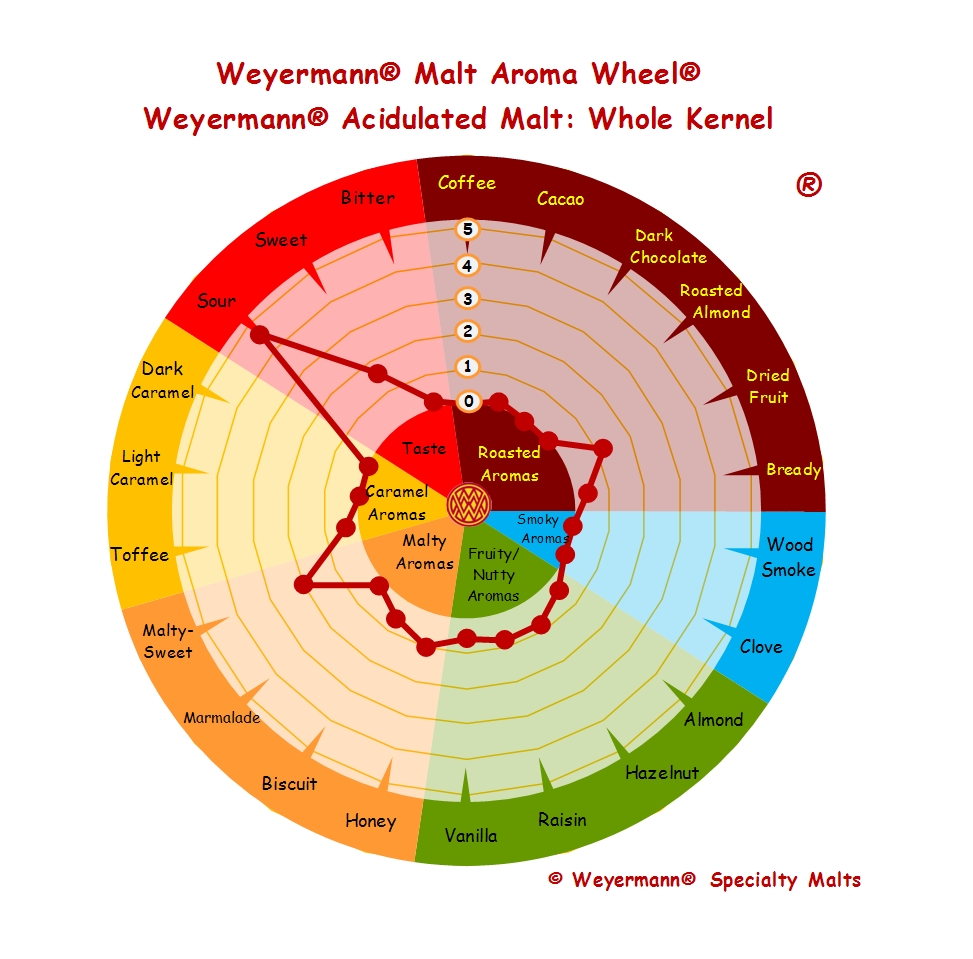 Weyermann® Malt Aroma Wheel®
Weyermann® Acidulated Malt: Whole Kernel
®
Coffee
Cacao
Dark
Chocolate
Roasted
Almond
Dried
Fruit
Bready
Wood
Smoke
Clove
Almond
Hazelnut
Raisin
Vanilla
Honey
Biscuit
Marmalade
Malty-
Sweet
Toffee
Light
Caramel
Dark
Caramel
Sour
Sweet
Bitter
5
4
3
2
1
0
Taste
Roasted
Aromas
Smoky
Aromas
Fruity/
Nutty
Aromas
Malty
Aromas
Caramel
Aromas
© Weyermann® Specialty Malts